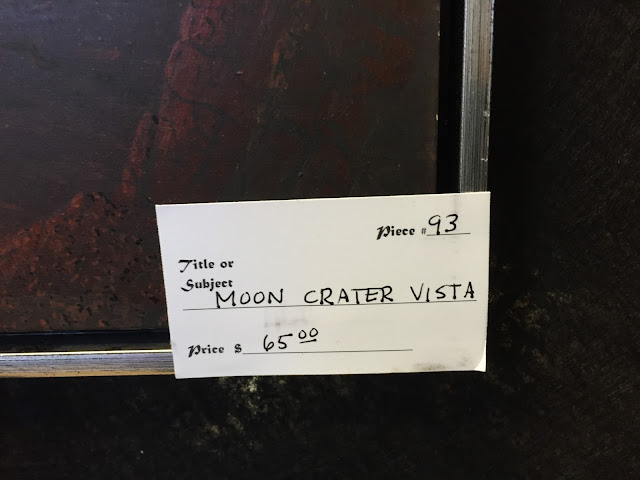 Piece # 93
Title or
Subject MOON CRATER VISTA
Price $ 65 00